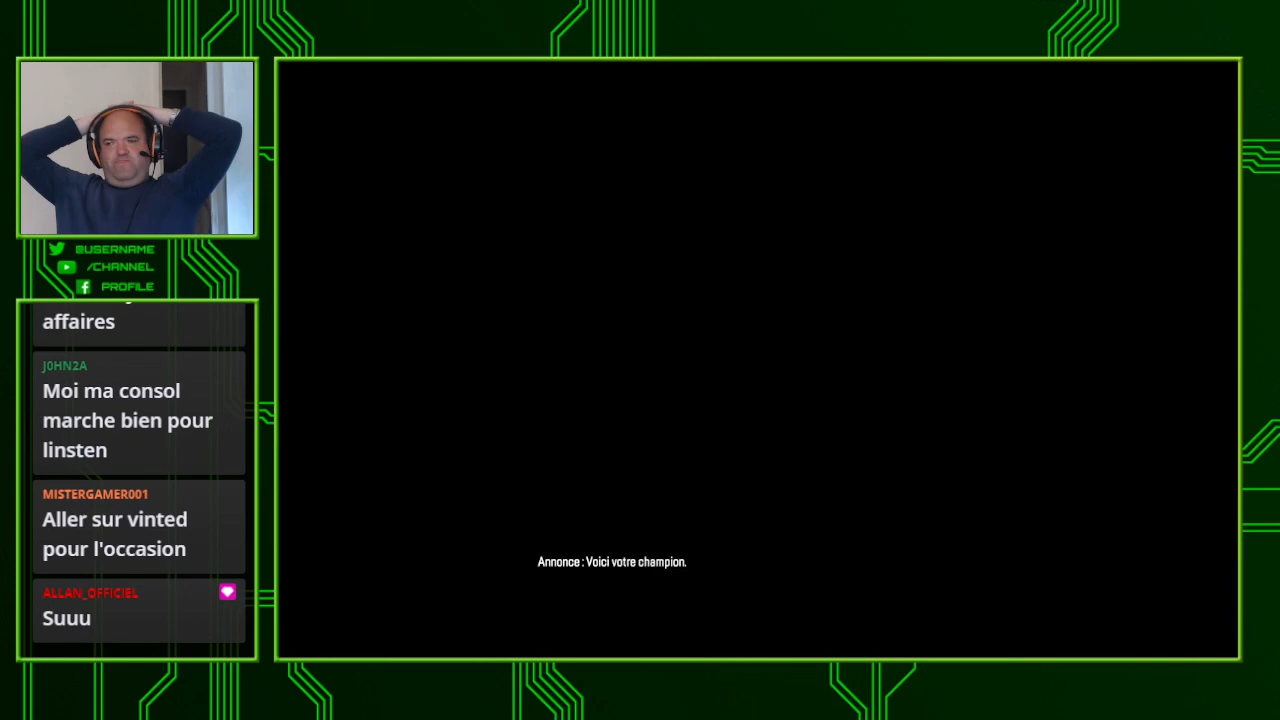 @USERNAME
/CHANNEL
PROFILE
affaires
J0HN2A
Moi ma consol
marche bien pour
linsten
MISTERGAMER001
Aller sur vinted
pour l'occasion
ALLAN_OFFICIEL
Suuu
Annonce : Voici votre champion.